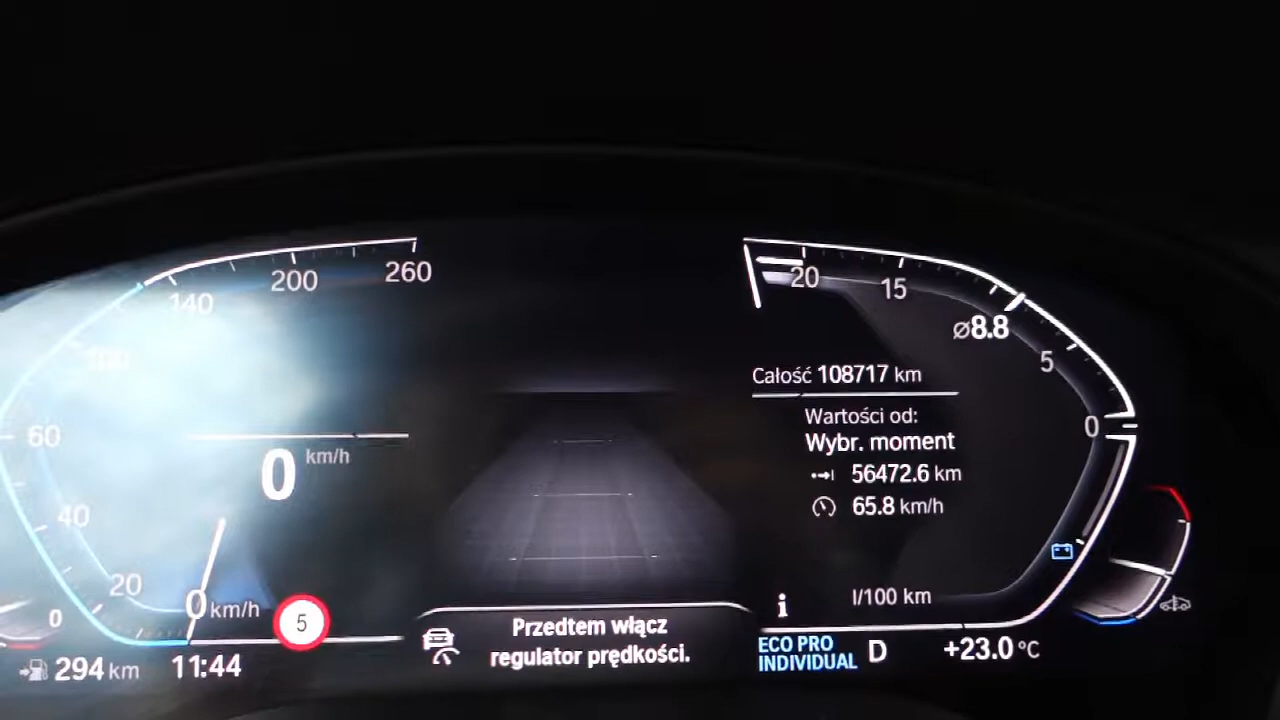 260
200
140
60
40
20
0
0 km/h
0 km/h
5
294 km
11:44
Przedtem włącz
regulator prędkości.
20
15
ø8.8
5
0
Całość 108717 km
Wartości od:
Wybr. moment
56472.6 km
65.8 km/h
l/100 km
ECO PRO
INDIVIDUAL
D
+23.0 °C